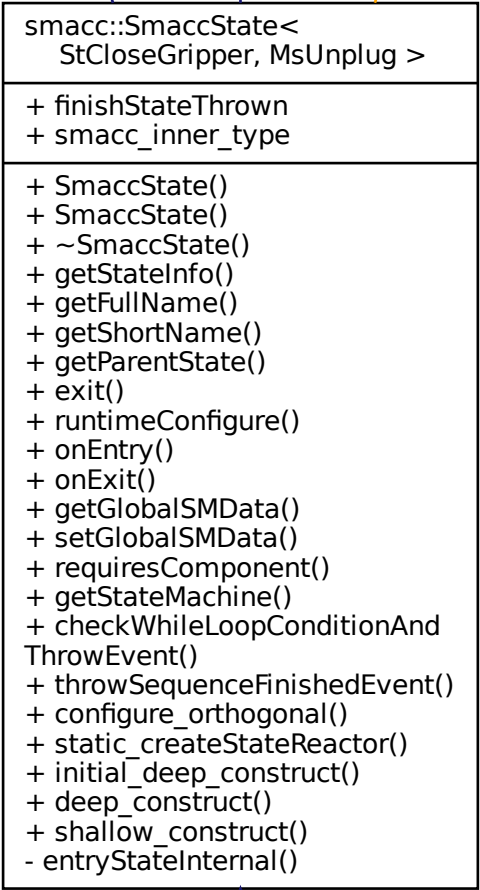 smacc::SmaccState<
StCloseGripper, MsUnplug >
+ finishStateThrown
+ smacc_inner_type
+ SmaccState()
+ SmaccState()
+ ~SmaccState()
+ getStateInfo()
+ getFullName()
+ getShortName()
+ getParentState()
+ exit()
+ runtimeConfigure()
+ onEntry()
+ onExit()
+ getGlobalSMData()
+ setGlobalSMData()
+ requiresComponent()
+ getStateMachine()
+ checkWhileLoopConditionAnd
ThrowEvent()
+ throwSequenceFinishedEvent()
+ configure_orthogonal()
+ static_createStateReactor()
+ initial_deep_construct()
+ deep_construct()
+ shallow_construct()
- entryStateInternal()